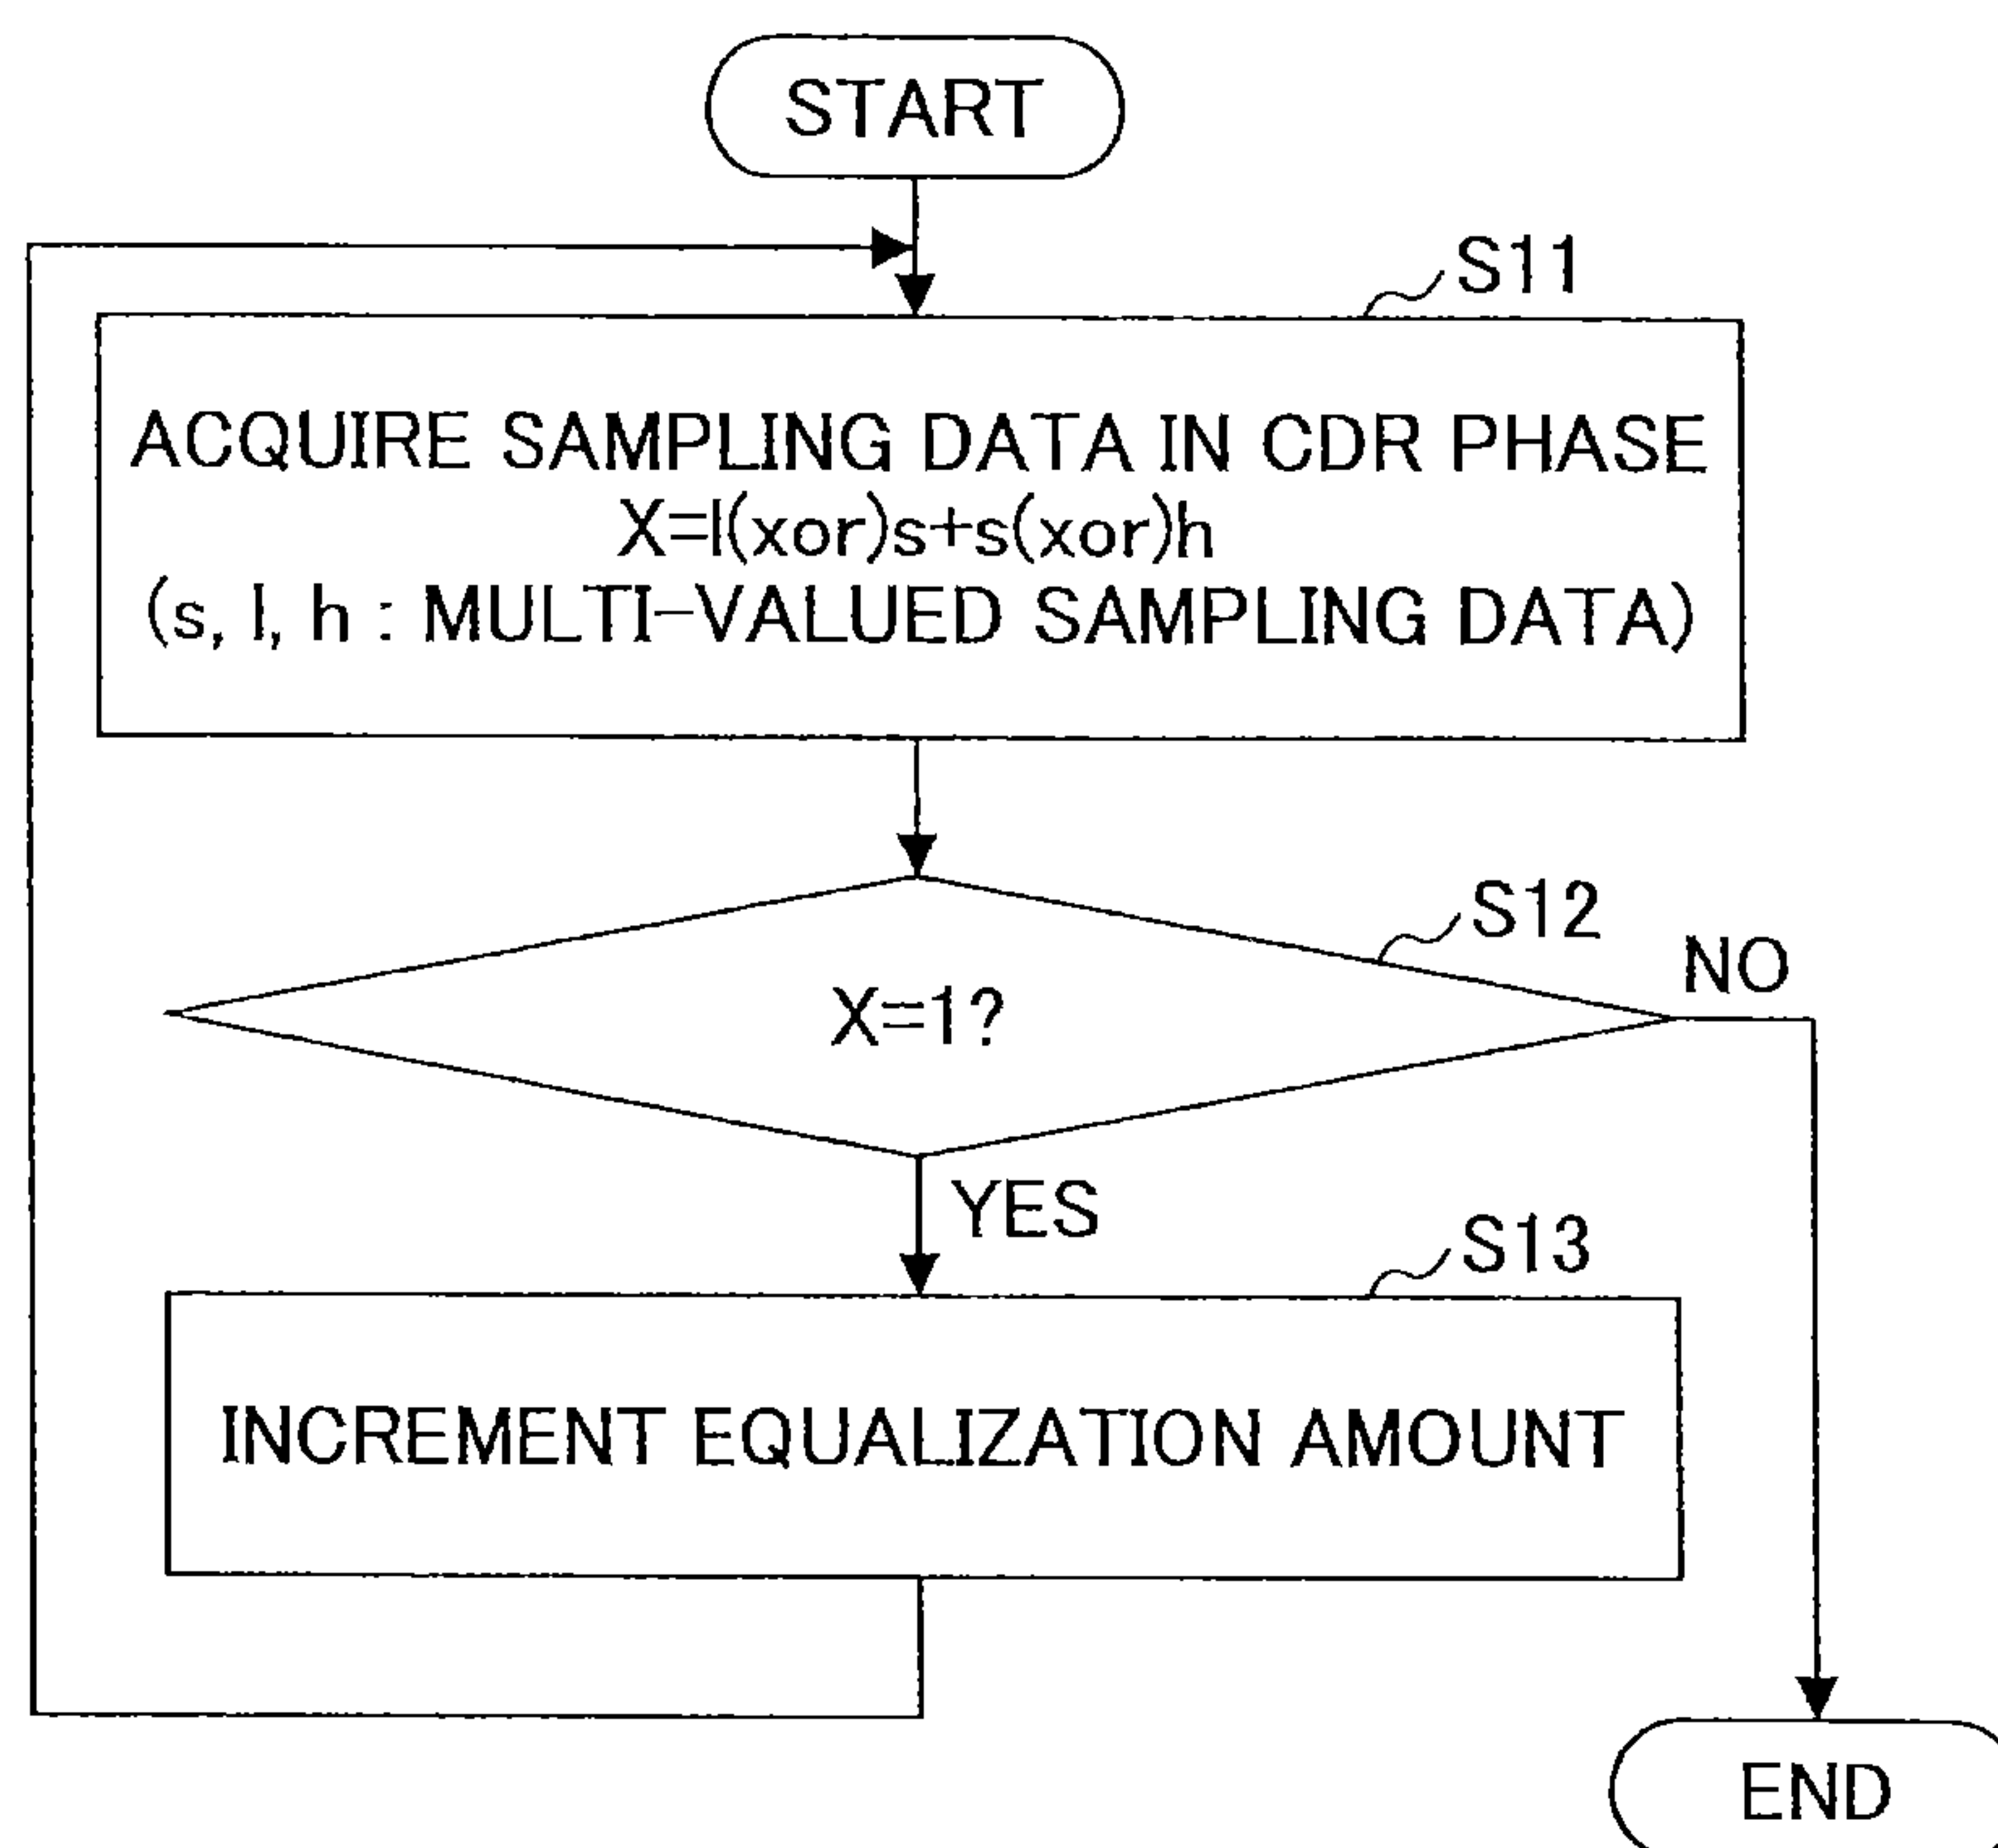 START
S11
ACQUIRE SAMPLING DATA IN CDR PHASE
X=l(xor)s+s(xor)h
(s, l, h : MULTI-VALUED SAMPLING DATA)
S12
NO
X=1?
YES
S13
INCREMENT EQUALIZATION AMOUNT
END